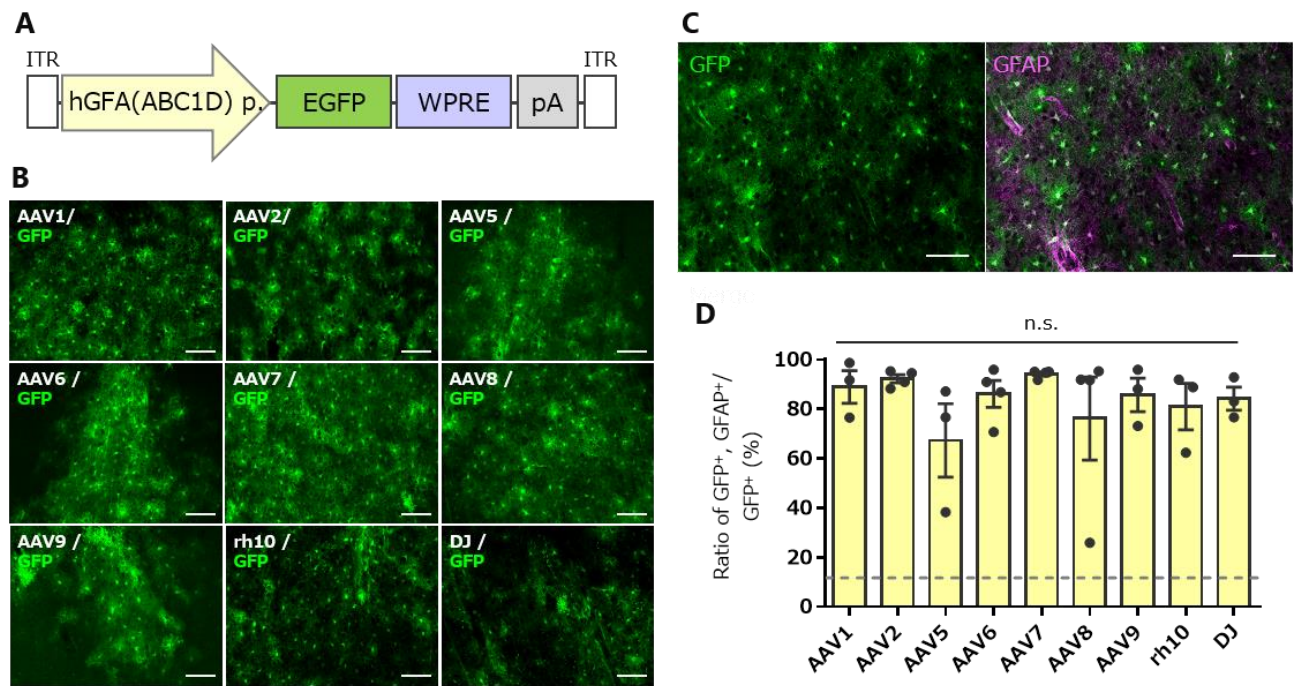 A
ITR
ITR
hGFA(ABC1D) p.
EGFP
WPRE
pA
B
AAV1/
GFP
AAV2/
GFP
AAV5 /
GFP
AAV6 /
GFP
AAV7 /
GFP
AAV8 /
GFP
AAV9 /
GFP
rh10 /
GFP
DJ /
GFP
C
GFP
GFAP
D
n.s.
Ratio of GFP⁺, GFAP⁺/
GFP⁺ (%)
100
80
60
40
20
0
AAV1
AAV2
AAV5
AAV6
AAV7
AAV8
AAV9
rh10
DJ